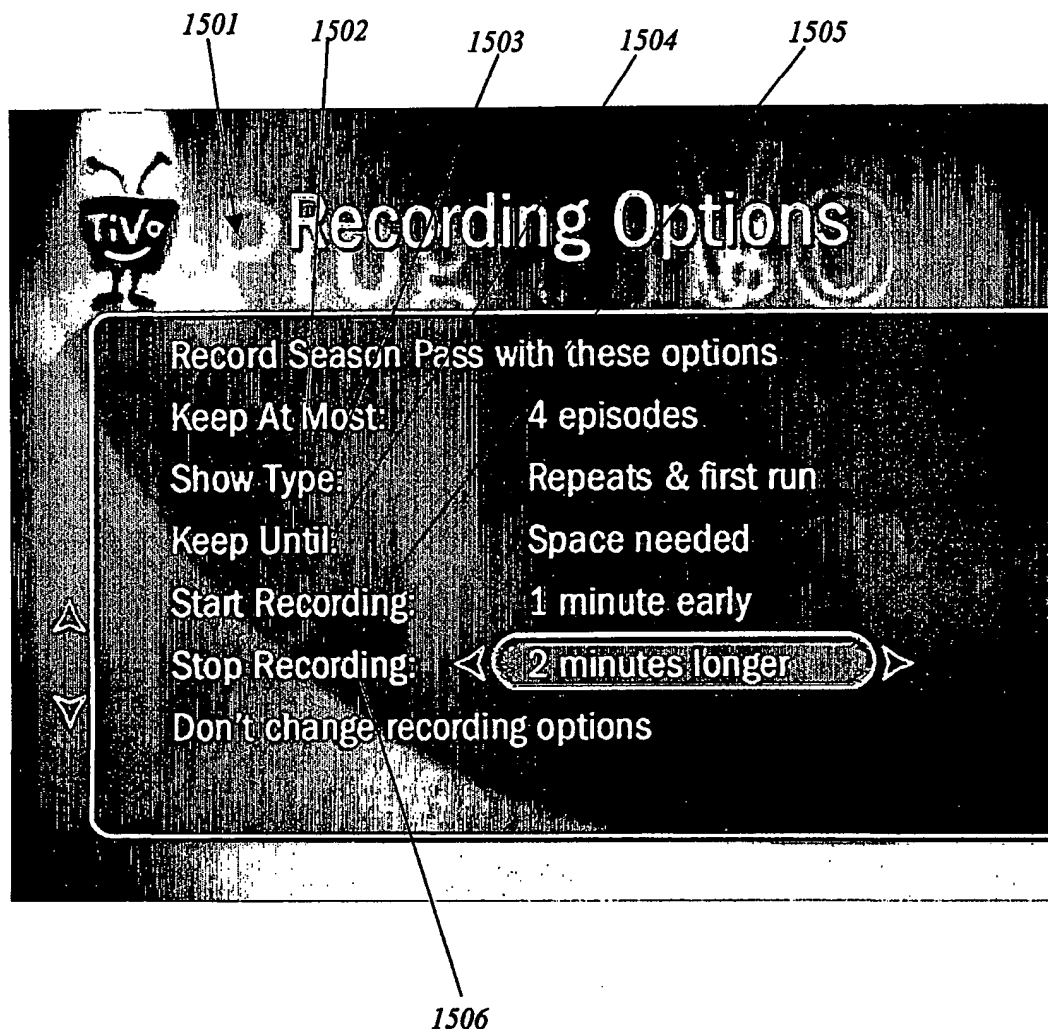 1501 1502 1503 1504 1505
TiVo
Recording Options
Record Season Pass with these options
Keep At Most: 4 episodes
Show Type: Repeats & first run
Keep Until: Space needed
Start Recording: 1 minute early
Stop Recording: 2 minutes longer
Don't change recording options
1506